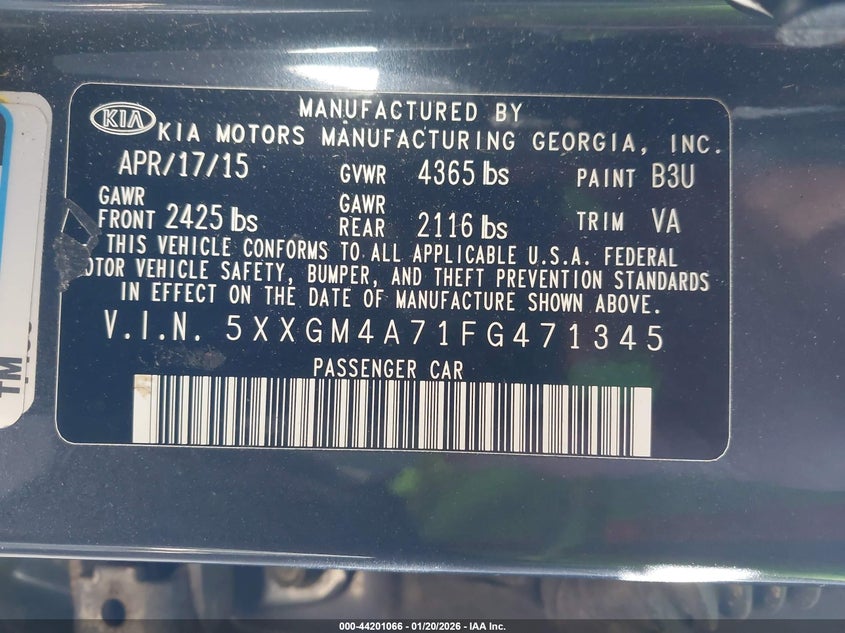 MANUFACTURED BY
KIA KIA MOTORS MANUFACTURING GEORGIA, INC.
APR/17/15 GVWR 4365 lbs PAINT B3U
GAWR FRONT 2425 lbs GAWR REAR 2116 lbs TRIM VA
THIS VEHICLE CONFORMS TO ALL APPLICABLE U.S.A. FEDERAL
OTOR VEHICLE SAFETY, BUMPER, AND THEFT PREVENTION STANDARDS
IN EFFECT ON THE DATE OF MANUFACTURE SHOWN ABOVE.
V.I.N. 5XXGM4A71FG471345
PASSENGER CAR
TM
000-44201066 - 01/20/2026 - IAA Inc.